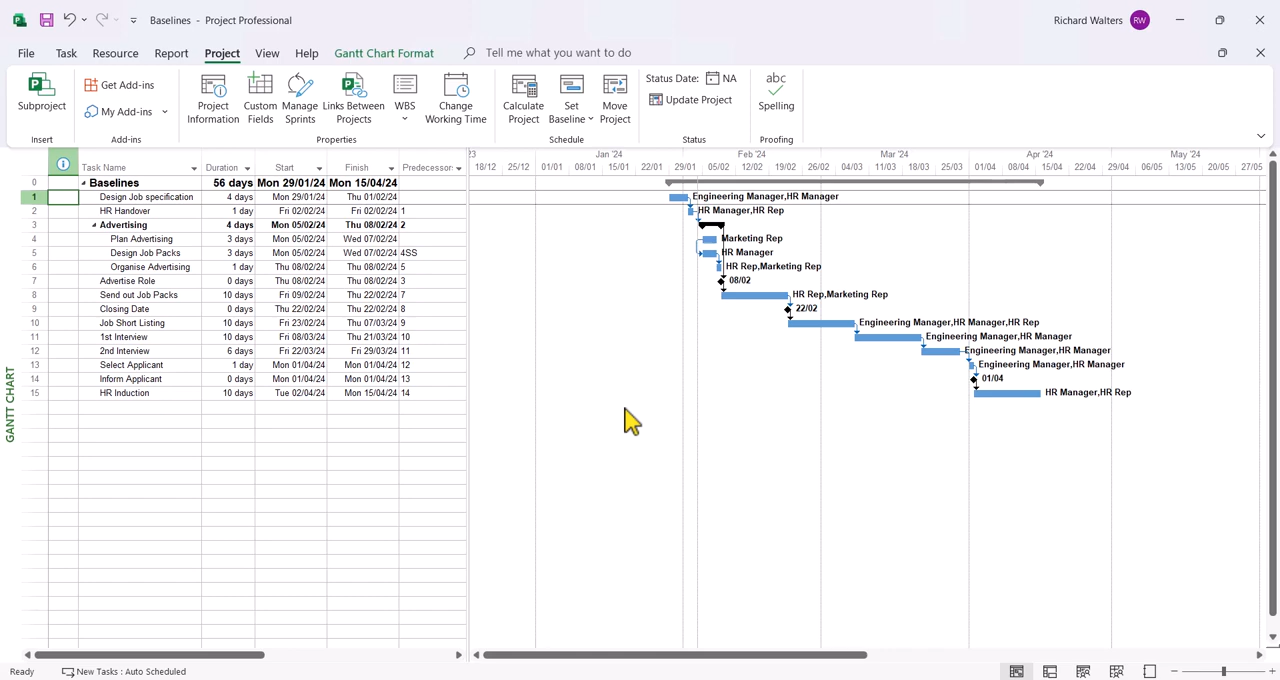 Baselines - Project Professional
Richard Walters RW
File Task Resource Report Project View Help Gantt Chart Format Tell me what you want to do
Subproject
Insert
Get Add-ins
My Add-ins
Add-ins
Project Information
Custom Fields
Manage Sprints
Links Between Projects
WBS
Change Working Time
Properties
Calculate Project
Set Baseline
Move Project
Schedule
Status Date: NA
Update Project
Status
abc
Spelling
Proofing
Task Name Duration Start Finish Predecessor:
0 Baselines 56 days Mon 29/01/24 Mon 15/04/24
1 Design Job specification 4 days Mon 29/01/24 Thu 01/02/24
2 HR Handover 1 day Fri 02/02/24 Fri 02/02/24 1
3 Advertising 4 days Mon 05/02/24 Thu 08/02/24 2
4 Plan Advertising 3 days Mon 05/02/24 Wed 07/02/24
5 Design Job Packs 3 days Mon 05/02/24 Wed 07/02/24 4SS
6 Organise Advertising 1 day Thu 08/02/24 Thu 08/02/24 5
7 Advertise Role 0 days Thu 08/02/24 Thu 08/02/24 3
8 Send out Job Packs 10 days Fri 09/02/24 Thu 22/02/24 7
9 Closing Date 0 days Thu 22/02/24 Thu 22/02/24 8
10 Job Short Listing 10 days Fri 23/02/24 Thu 07/03/24 9
11 1st Interview 10 days Fri 08/03/24 Thu 21/03/24 10
12 2nd Interview 6 days Fri 22/03/24 Fri 29/03/24 11
13 Select Applicant 1 day Mon 01/04/24 Mon 01/04/24 12
14 Inform Applicant 0 days Mon 01/04/24 Mon 01/04/24 13
15 HR Induction 10 days Tue 02/04/24 Mon 15/04/24 14
23 Jan '24 Feb '24 Mar '24 Apr '24 May '24
18/12 25/12 01/01 08/01 15/01 22/01 29/01 05/02 12/02 19/02 26/02 04/03 11/03 18/03 25/03 01/04 08/04 15/04 22/04 29/04 06/05 13/05 20/05 27/05
Engineering Manager,HR Manager
HR Manager,HR Rep
Marketing Rep
HR Manager
HR Rep,Marketing Rep
08/02
HR Rep,Marketing Rep
22/02
Engineering Manager,HR Manager,HR Rep
Engineering Manager,HR Manager
Engineering Manager,HR Manager
Engineering Manager,HR Manager
01/04
HR Manager,HR Rep
GANTT CHART
Ready New Tasks : Auto Scheduled